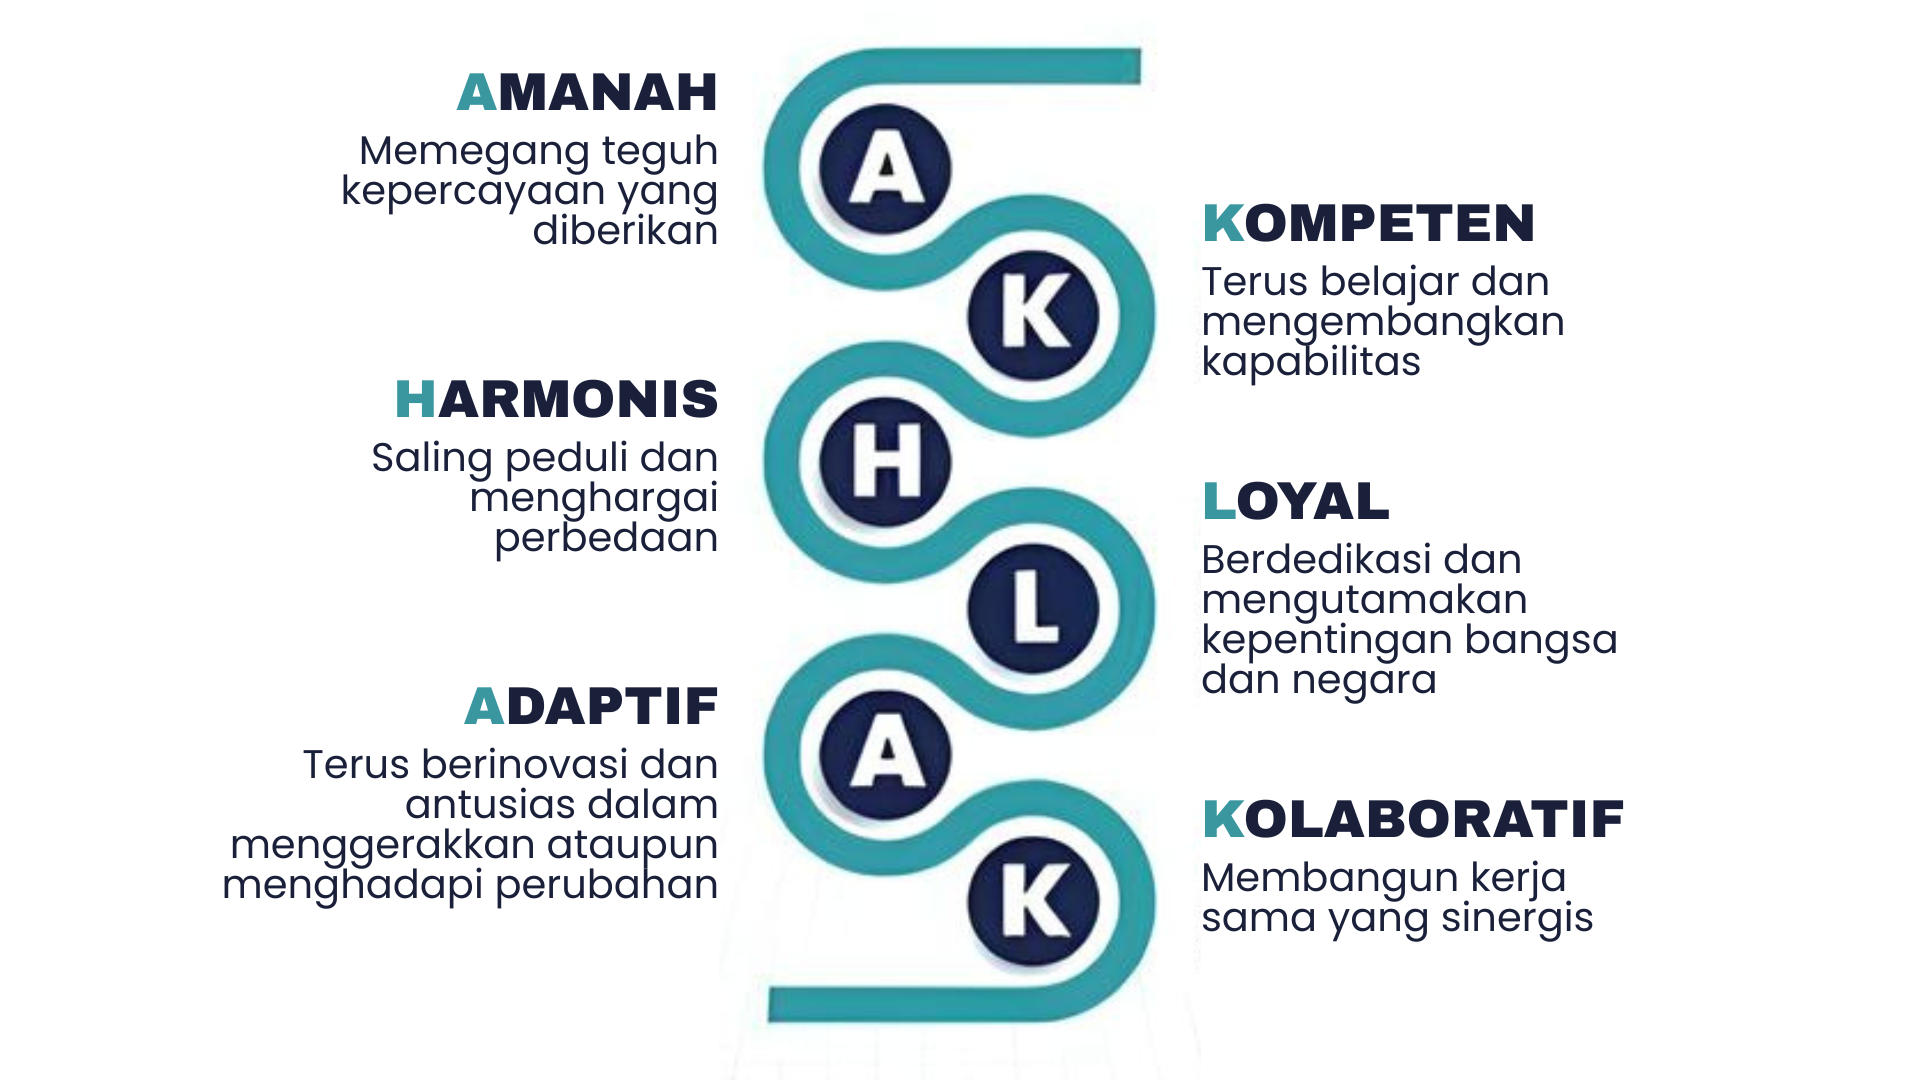 AMANAH
Memegang teguh
kepercayaan yang
diberikan
A
K
KOMPETEN
Terus belajar dan
mengembangkan
kapabilitas
HARMONIS
Saling peduli dan
menghargai
perbedaan
H
L
LOYAL
Berdedikasi dan
mengutamakan
kepentingan bangsa
dan negara
ADAPTIF
Terus berinovasi dan
antusias dalam
menggerakkan ataupun
menghadapi perubahan
A
K
KOLABORATIF
Membangun kerja
sama yang sinergis